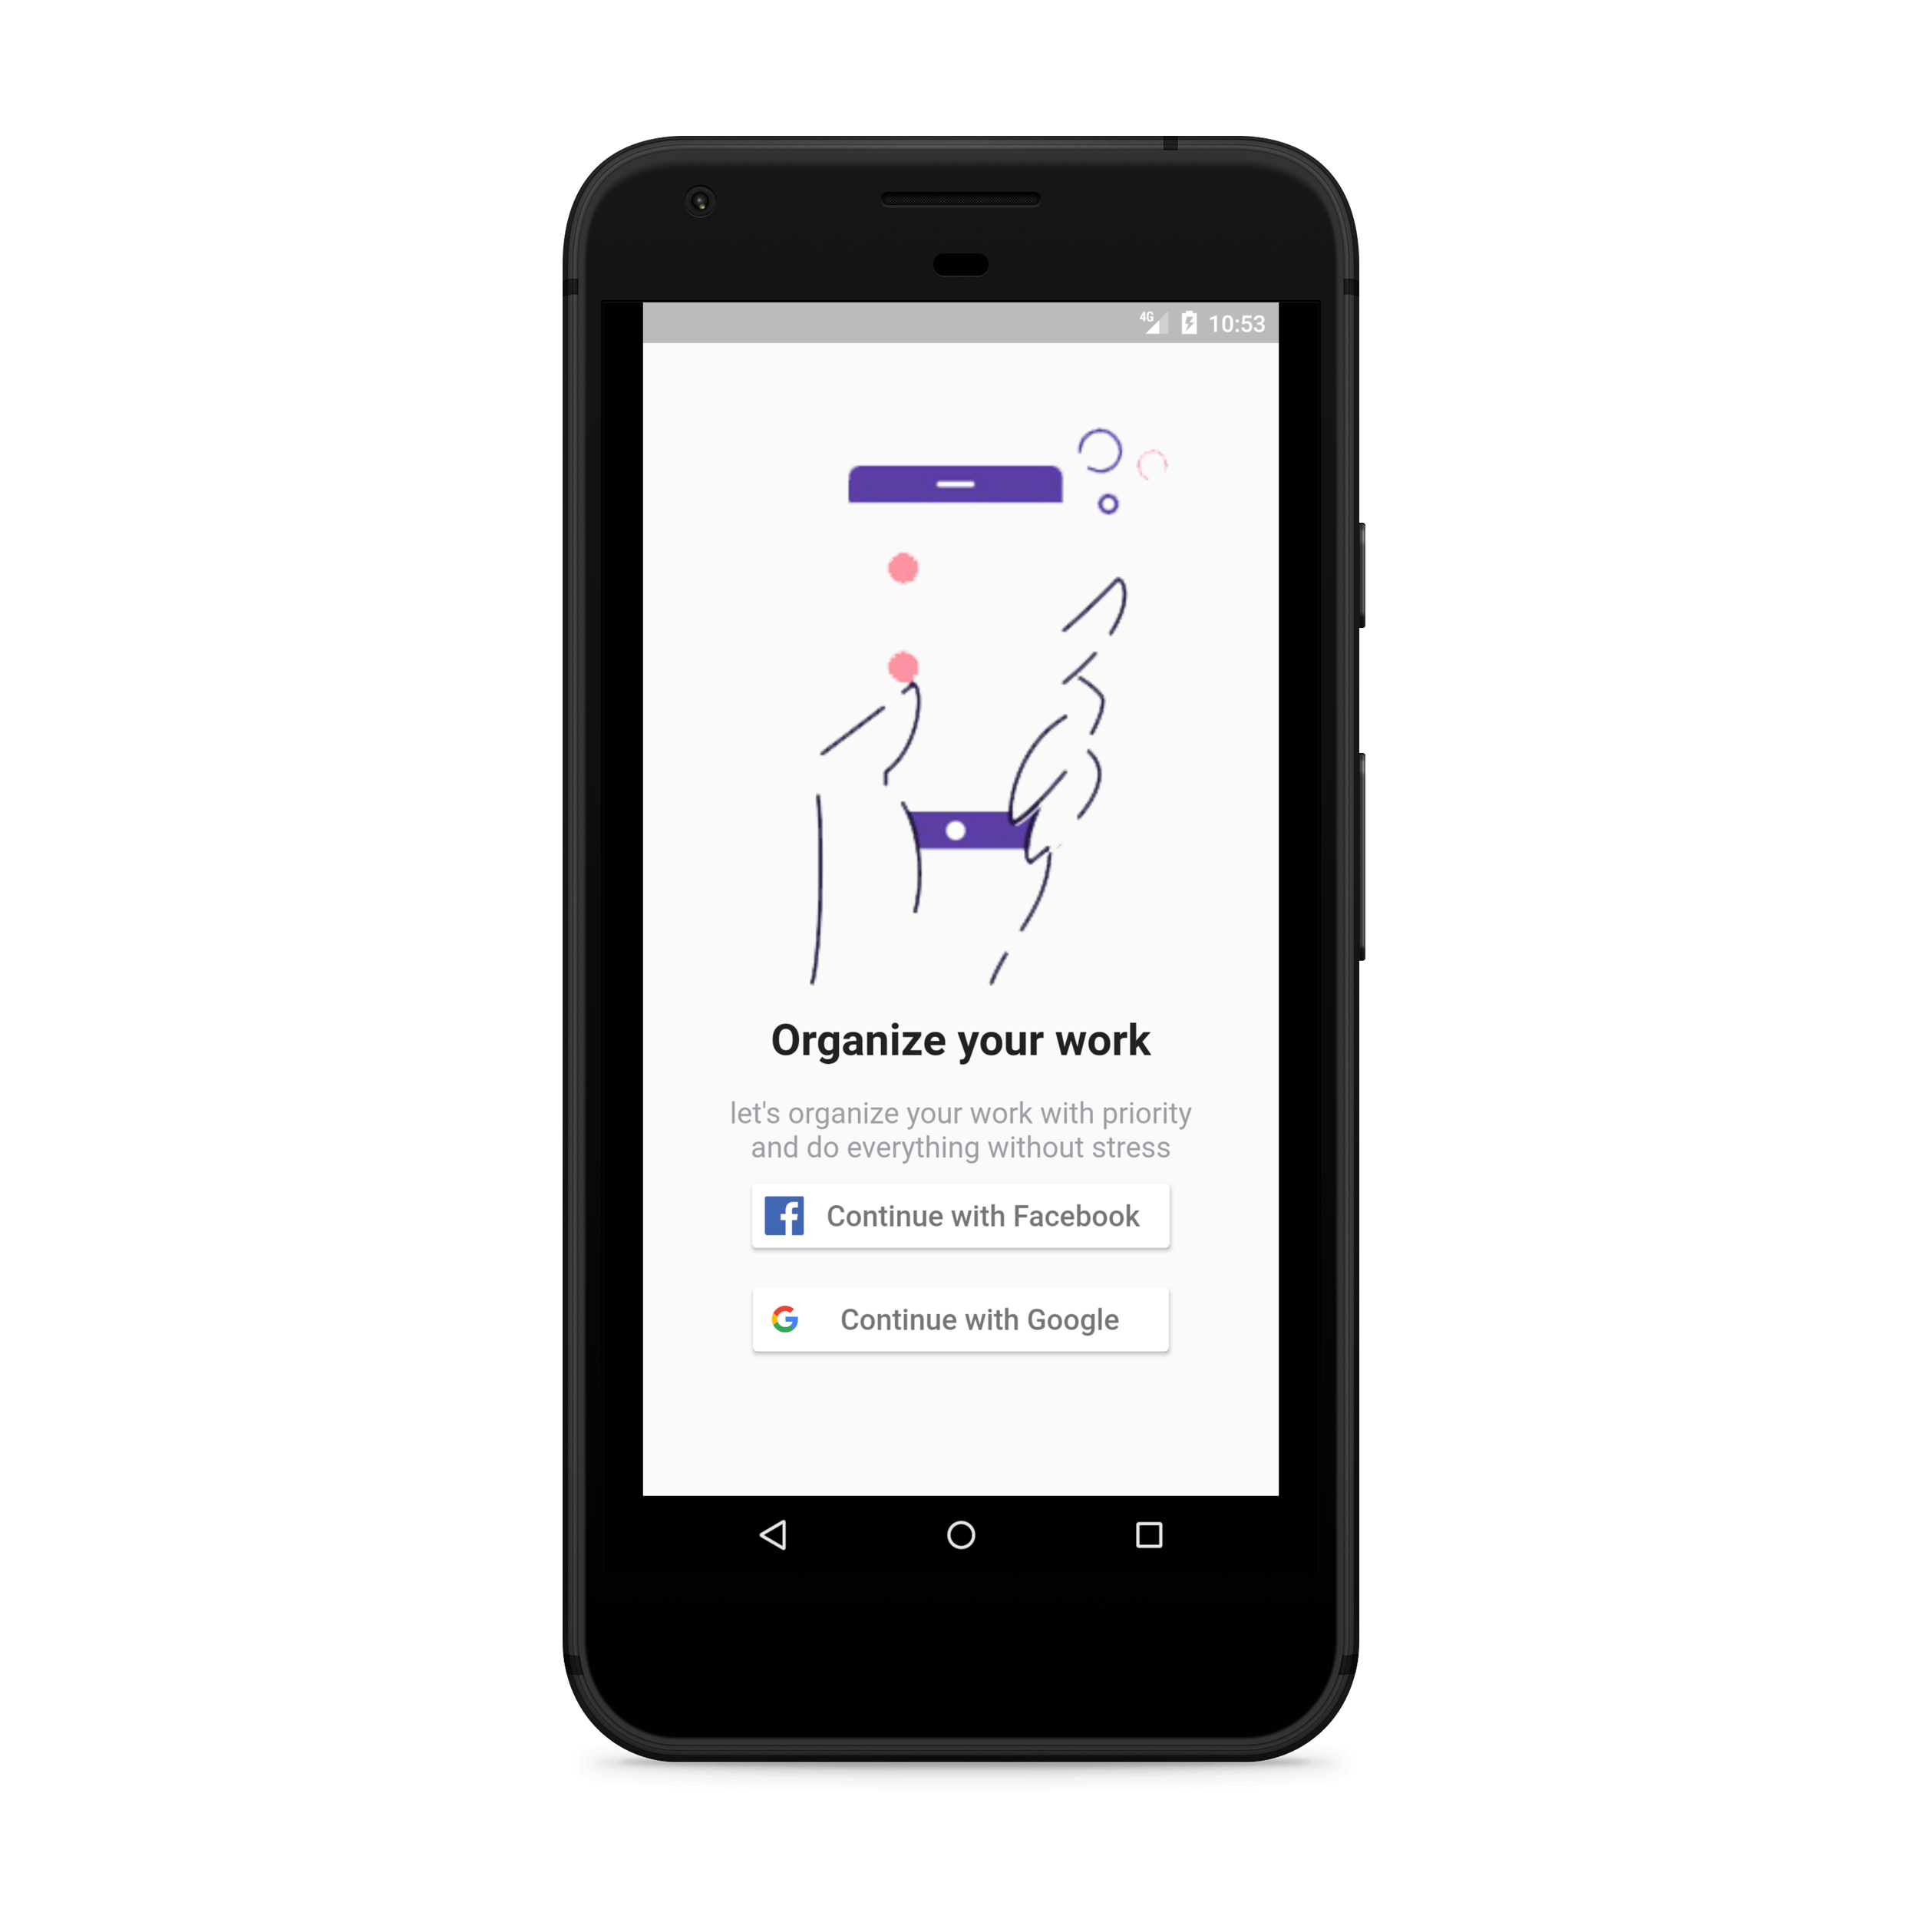 4G 10:53
Organize your work
let's organize your work with priority
and do everything without stress
Continue with Facebook
Continue with Google